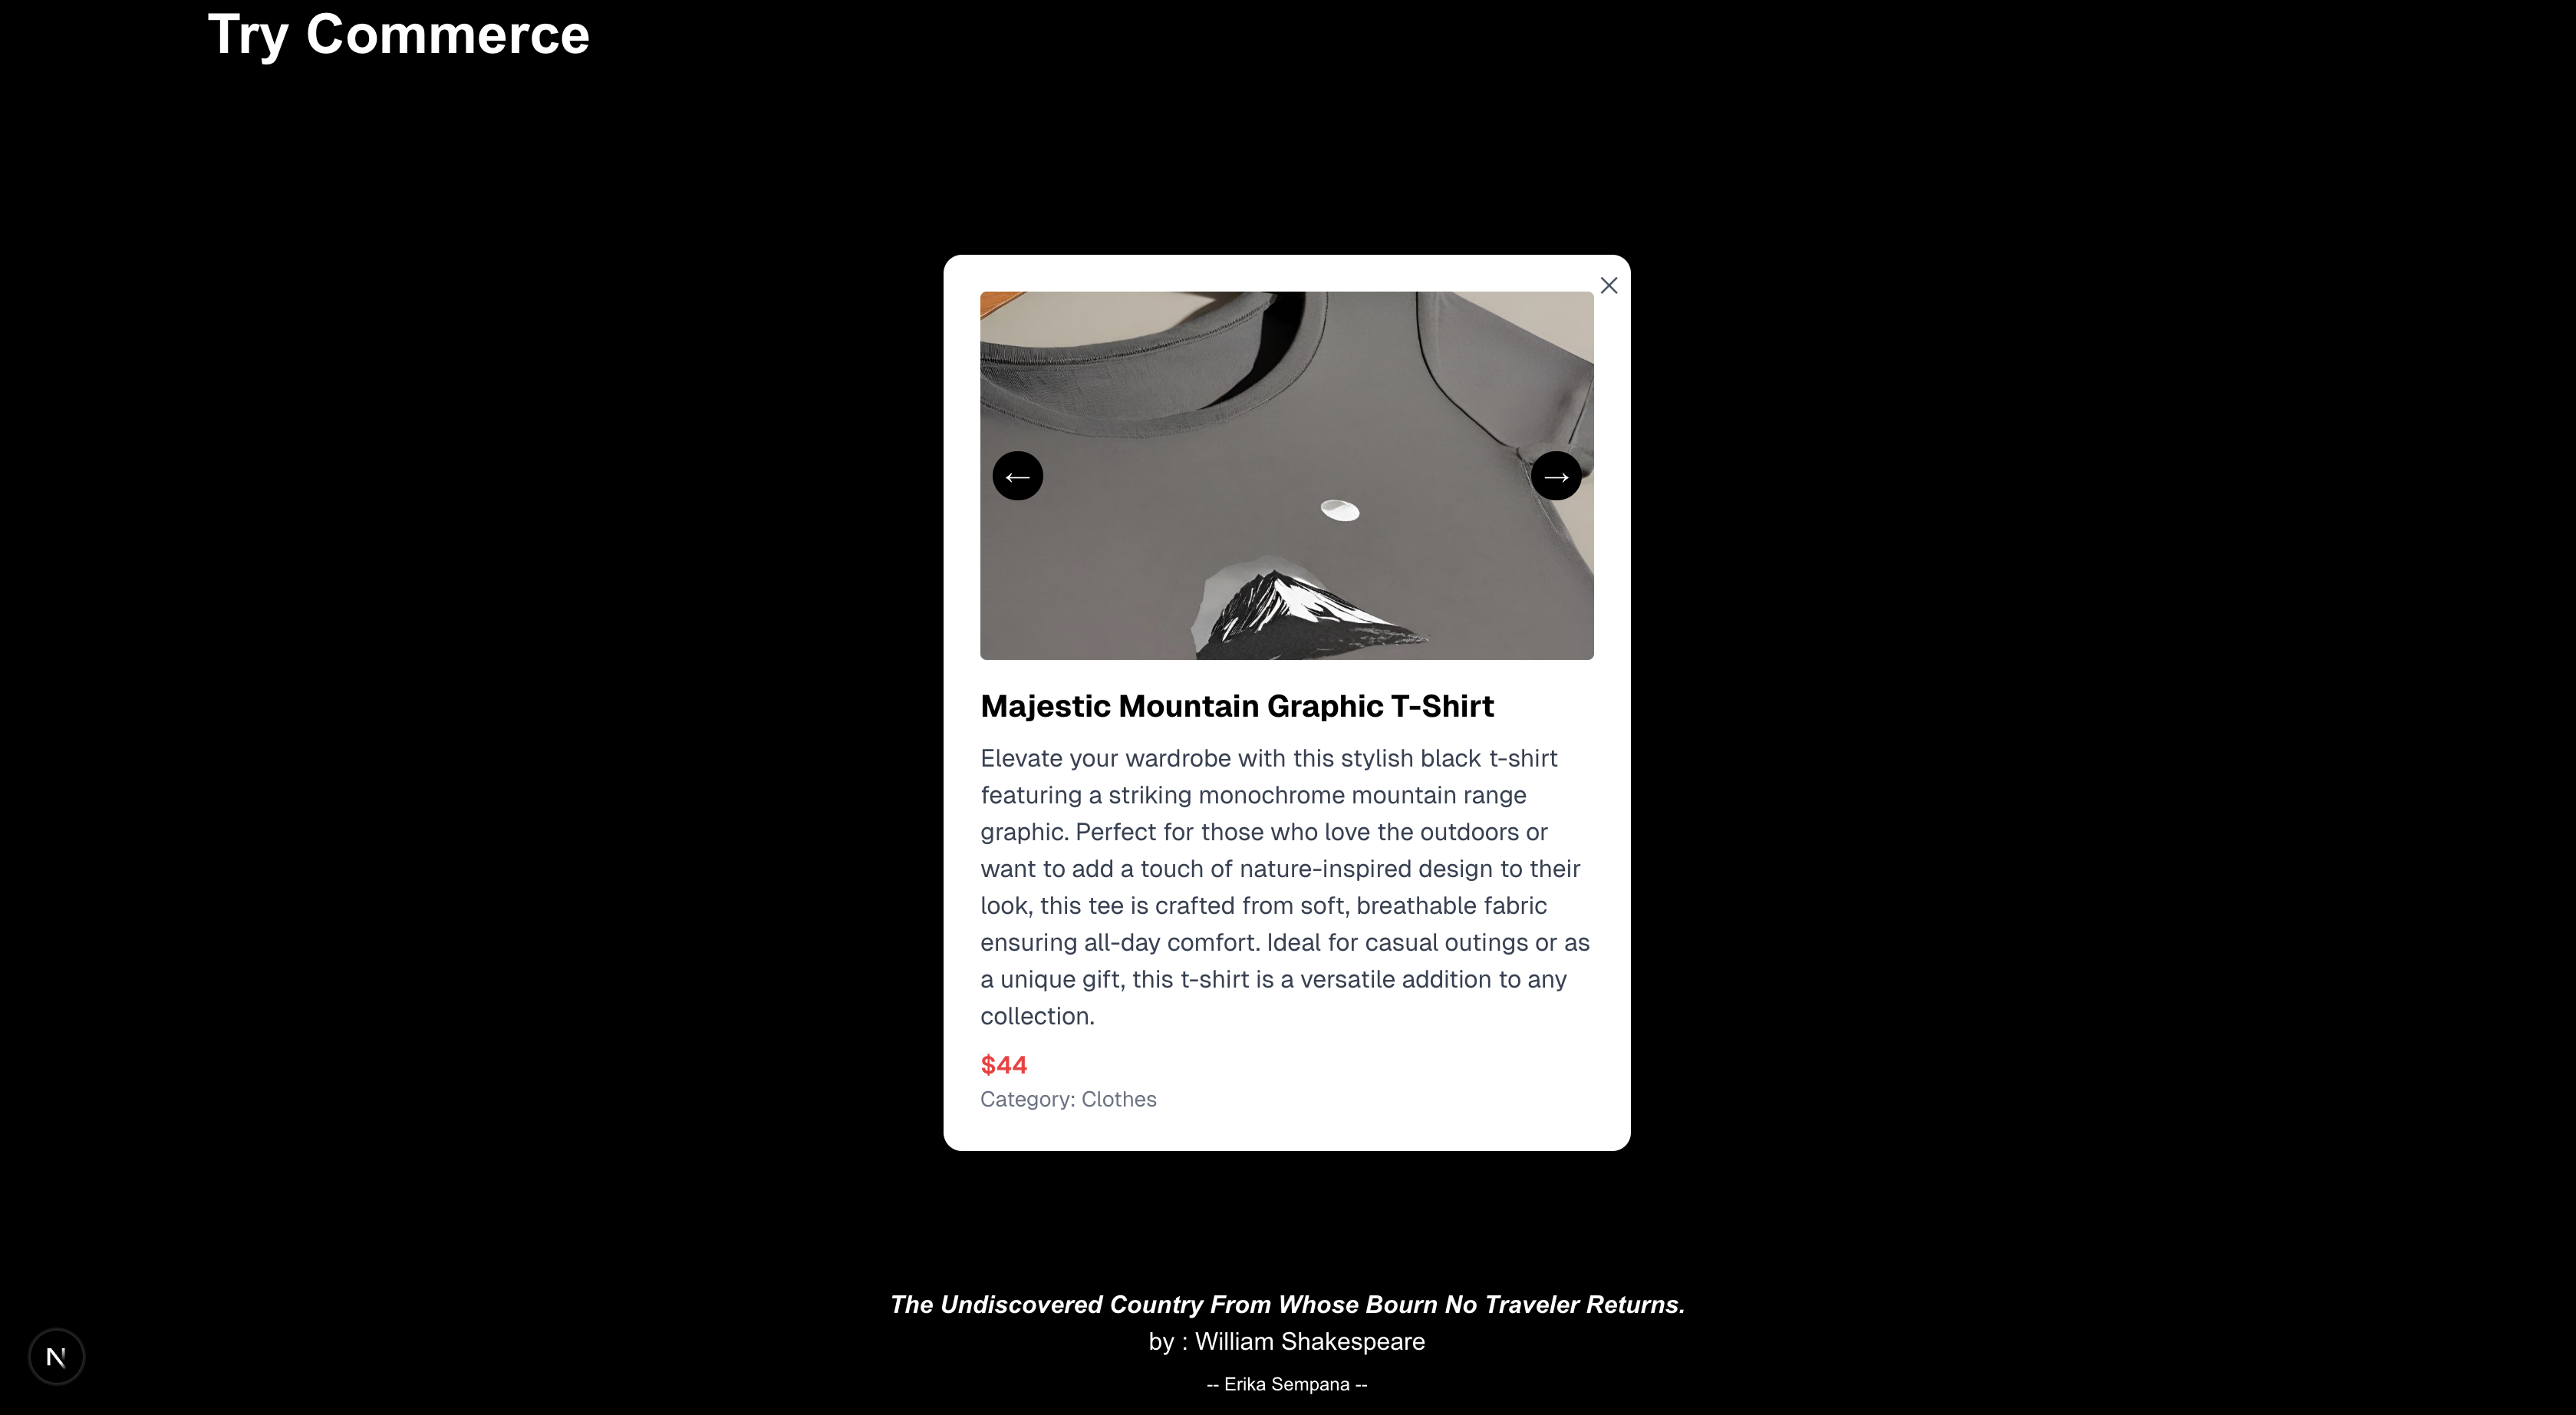 Try Commerce
Majestic Mountain Graphic T-Shirt
Elevate your wardrobe with this stylish black t-shirt
featuring a striking monochrome mountain range
graphic. Perfect for those who love the outdoors or
want to add a touch of nature-inspired design to their
look, this tee is crafted from soft, breathable fabric
ensuring all-day comfort. Ideal for casual outings or as
a unique gift, this t-shirt is a versatile addition to any
collection.
$44
Category: Clothes
The Undiscovered Country From Whose Bourn No Traveler Returns.
by : William Shakespeare
N
-- Erika Sempana --